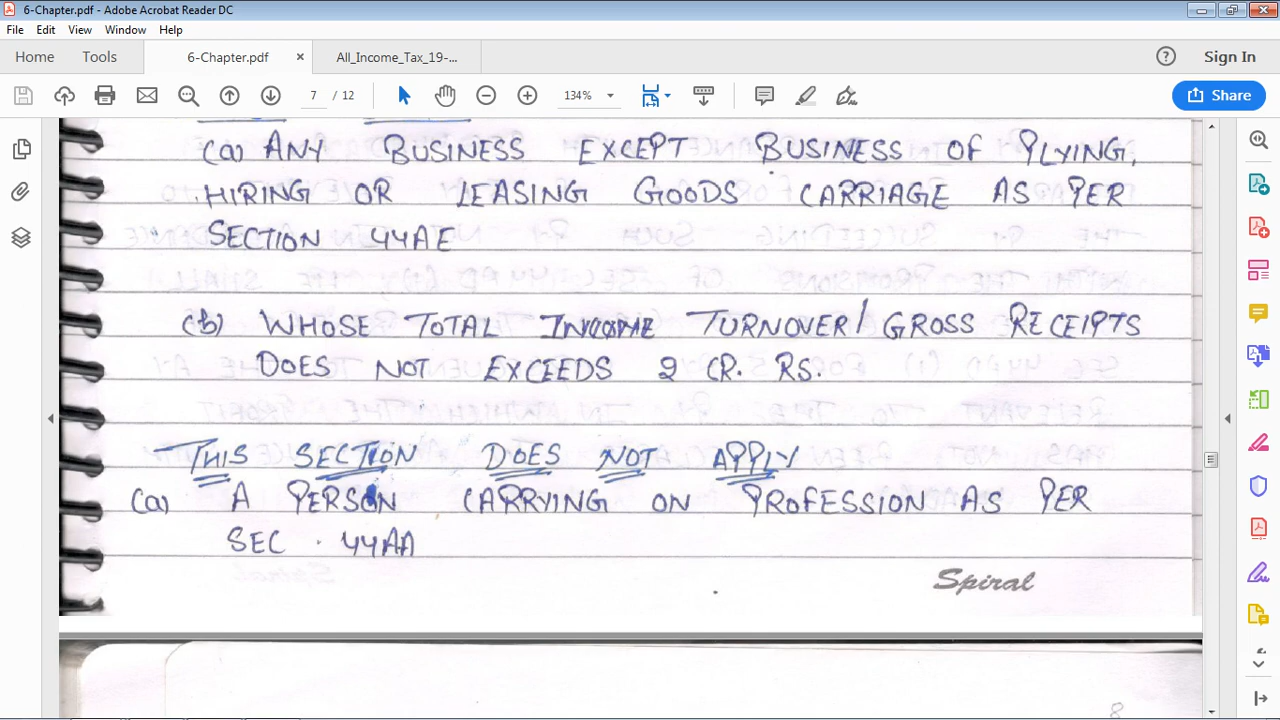 6-Chapter.pdf - Adobe Acrobat Reader DC
File Edit View Window Help
Home Tools 6-Chapter.pdf × All_Income_Tax_19-... ? Sign In
7 / 12 134% Share
(a) ANY BUSINESS EXCEPT BUSINESS OF PLYING,
HIRING OR LEASING GOODS CARRIAGE AS PER
SECTION 44AE
(b) WHOSE TOTAL INCOME TURNOVER/ GROSS RECEIPTS
DOES NOT EXCEEDS 2 CR. RS.
THIS SECTION DOES NOT APPLY
(a) A PERSON CARRYING ON PROFESSION AS PER
SEC. 44AA
Spiral
8